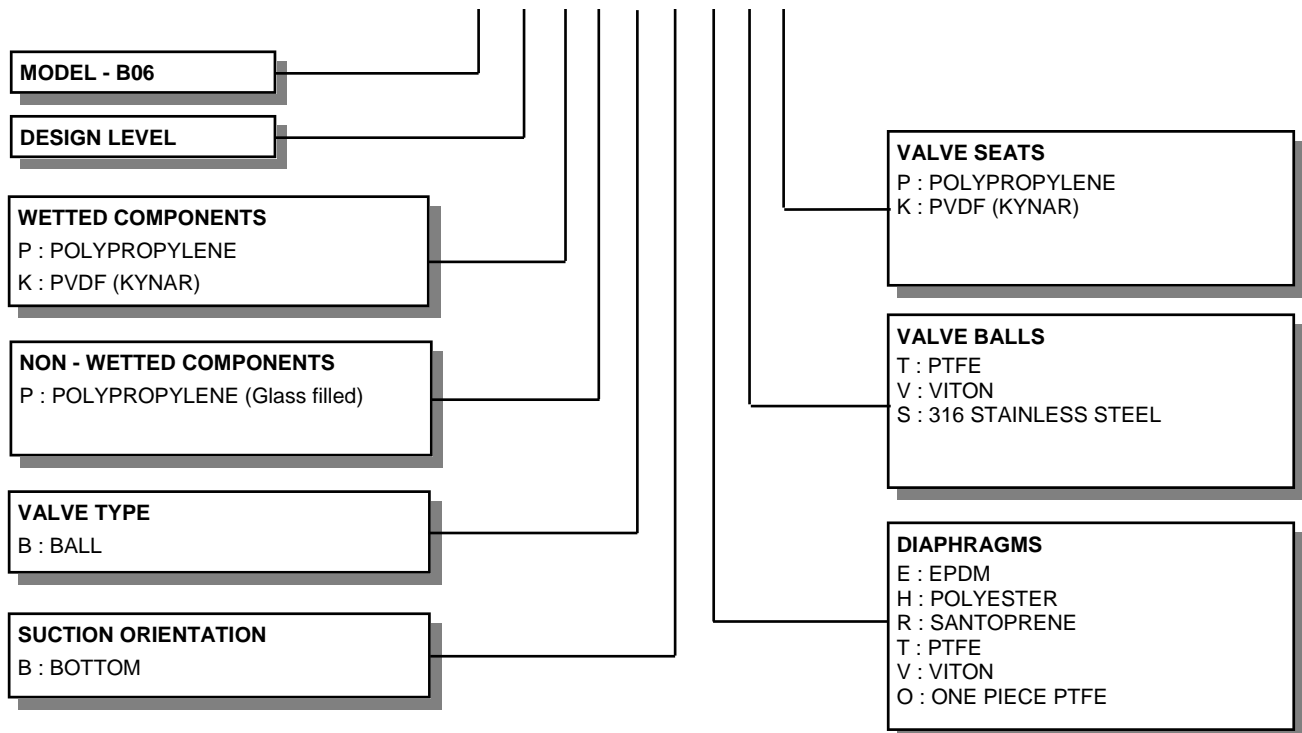 MODEL - B06
DESIGN LEVEL
WETTED COMPONENTS
P : POLYPROPYLENE
K : PVDF (KYNAR)
NON - WETTED COMPONENTS
P : POLYPROPYLENE (Glass filled)
VALVE TYPE
B : BALL
SUCTION ORIENTATION
B : BOTTOM
VALVE SEATS
P : POLYPROPYLENE
K : PVDF (KYNAR)
VALVE BALLS
T : PTFE
V : VITON
S : 316 STAINLESS STEEL
DIAPHRAGMS
E : EPDM
H : POLYESTER
R : SANTOPRENE
T : PTFE
V : VITON
O : ONE PIECE PTFE